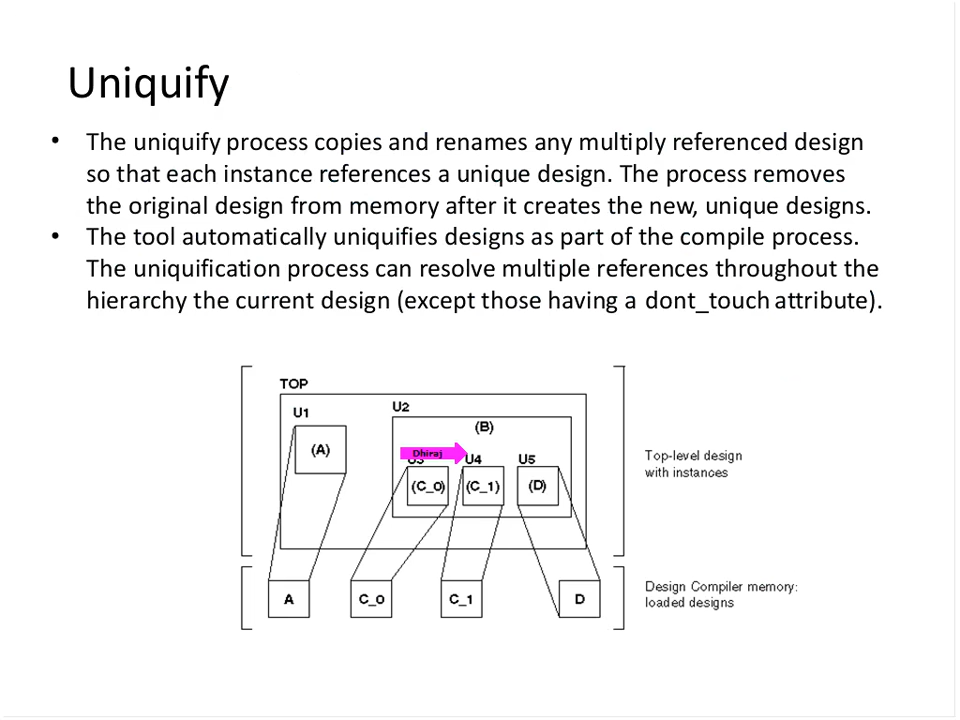 Uniquify
• The uniquify process copies and renames any multiply referenced design
so that each instance references a unique design. The process removes
the original design from memory after it creates the new, unique designs.
• The tool automatically uniquifies designs as part of the compile process.
The uniquification process can resolve multiple references throughout the
hierarchy the current design (except those having a dont_touch attribute).
TOP
U1
U2
(B)
(A)
Dhiraj
U3 U4 U5
(C_0) (C_1) (D)
Top-level design
with instances
A C_0 C_1 D
Design Compiler memory:
loaded designs